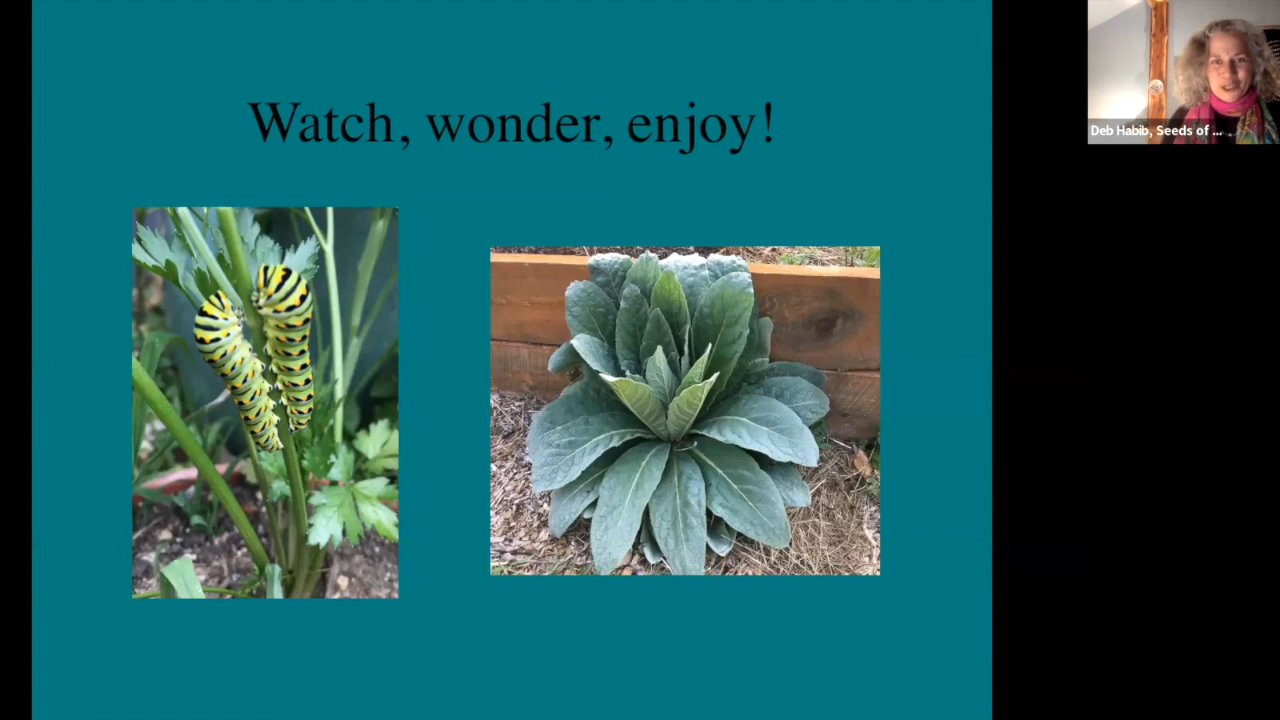 Watch, wonder, enjoy!
Deb Habib, Seeds of ...